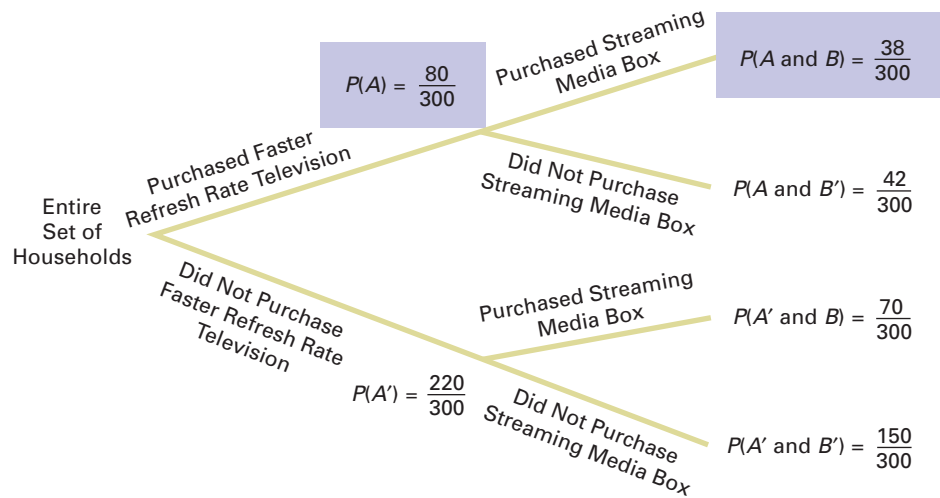 Entire
Set of
Households
Purchased Faster
Refresh Rate Television
P(A) = 80/300
Purchased Streaming
Media Box
P(A and B) = 38/300
Did Not Purchase
Streaming Media Box
P(A and B′) = 42/300
Did Not Purchase
Faster Refresh Rate
Television
P(A′) = 220/300
Purchased Streaming
Media Box
P(A′ and B) = 70/300
Did Not Purchase
Streaming Media Box
P(A′ and B′) = 150/300